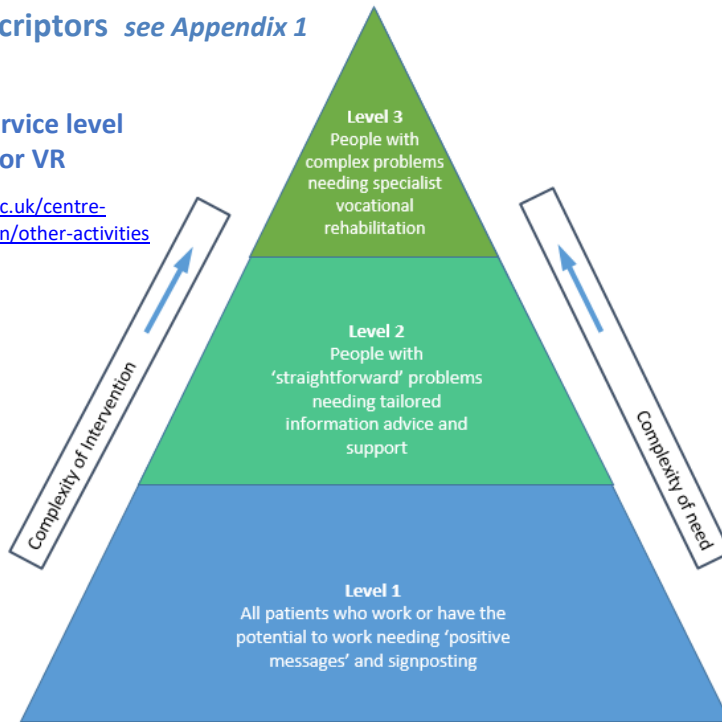 criptors see Appendix 1
rvice level
or VR
c.uk/centre-
n/other-activities
Level 3
People with
complex problems
needing specialist
vocational
rehabilitation
Level 2
People with
‘straightforward’ problems
needing tailored
information advice and
support
Complexity of Intervention
Complexity of need
Level 1
All patients who work or have the
potential to work needing ‘positive
messages’ and signposting